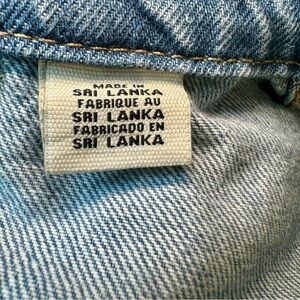 MADE IN
SRI LANKA
FABRIQUE AU
SRI LANKA
FABRICADO EN
SRI LANKA